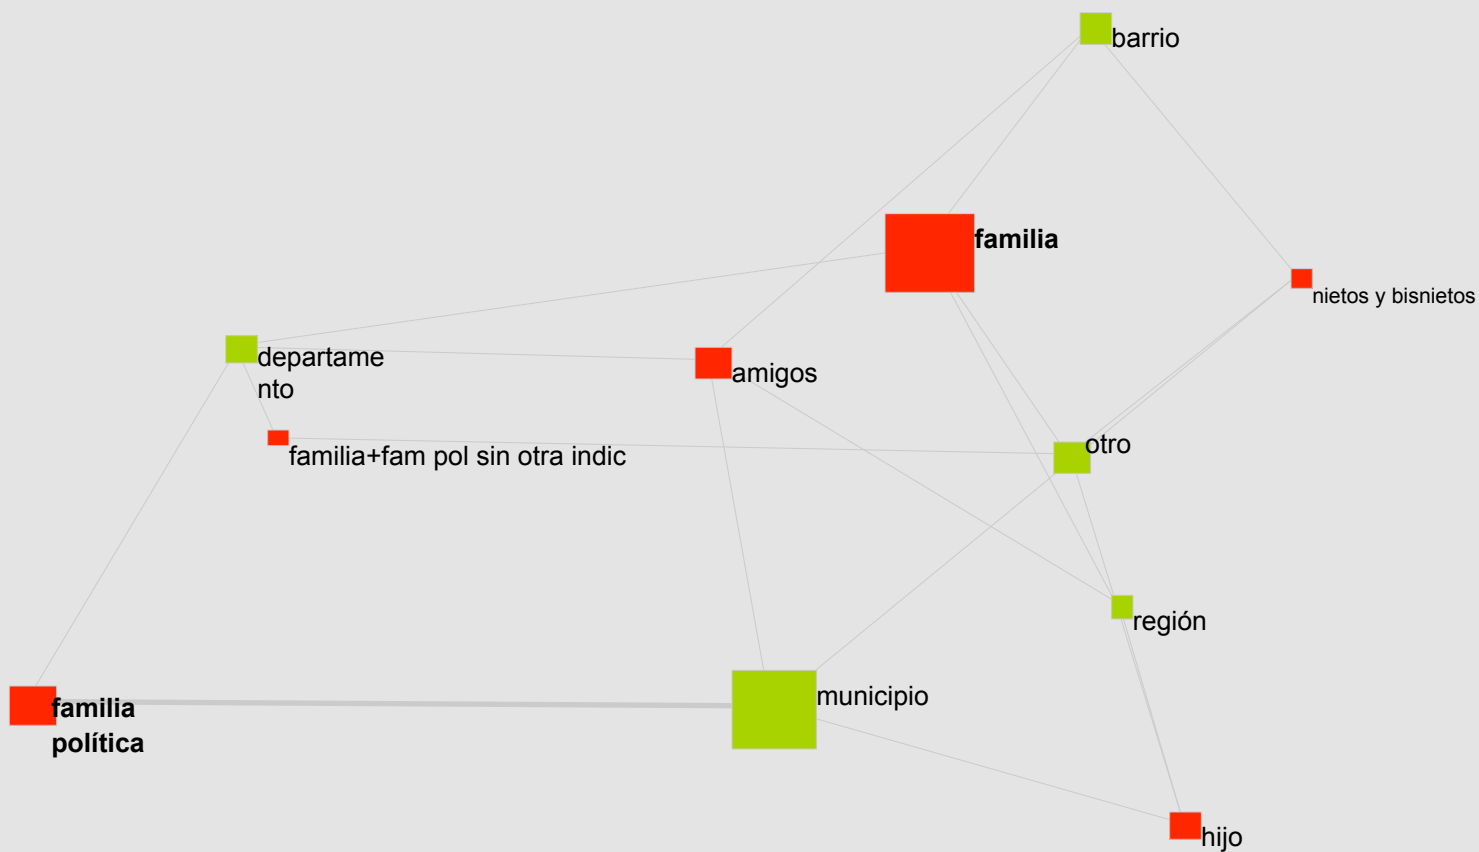 barrio
familia
nietos y bisnietos
departame
nto
amigos
otro
familia+fam pol sin otra indic
región
municipio
familia
política
hijo